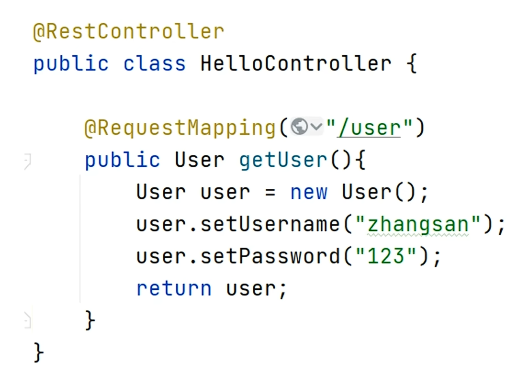 @RestController
public class HelloController {
@RequestMapping("/user")
public User getUser(){
User user = new User();
user.setUsername("zhangsan");
user.setPassword("123");
return user;
}
}